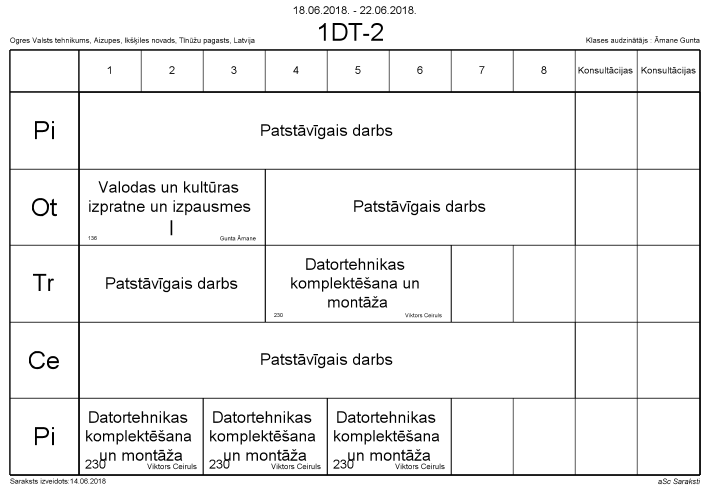 18.06.2018. - 22.06.2018.
1DT-2
Ogres Valsts tehnikums, Aizupes, Ikšķiles novads, Tīnūžu pagasts, Latvija
Klases audzinātājs : Āmane Gunta
1 2 3 4 5 6 7 8 Konsultācijas Konsultācijas
Pi
Patstāvīgais darbs
Ot
Valodas un kultūras
izpratne un izpausmes
I
136 Gunta Āmane
Patstāvīgais darbs
Tr
Patstāvīgais darbs
Datortehnikas
komplektēšana un
montāža
230 Viktors Ceiruls
Ce
Patstāvīgais darbs
Pi
Datortehnikas
komplektēšana
un montāža
230 Viktors Ceiruls
Datortehnikas
komplektēšana
un montāža
230 Viktors Ceiruls
Datortehnikas
komplektēšana
un montāža
230 Viktors Ceiruls
Saraksts izveidots:14.06.2018
aSc Saraksti